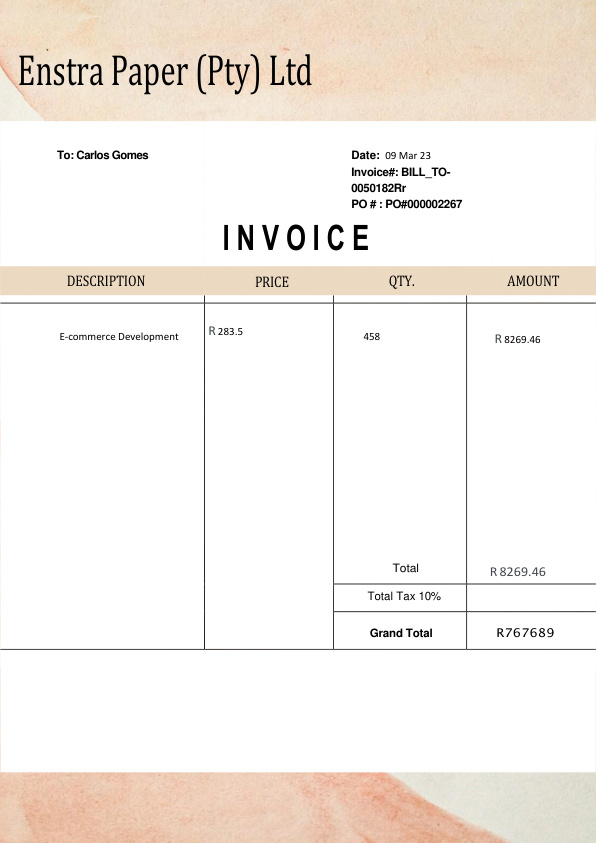 Enstra Paper (Pty) Ltd
To: Carlos Gomes
Date: 09 Mar 23
Invoice#: BILL_TO-
0050182Rr
PO # : PO#000002267
INVOICE
DESCRIPTION PRICE QTY. AMOUNT
E-commerce Development R 283.5 458 R 8269.46
Total R 8269.46
Total Tax 10%
Grand Total R767689